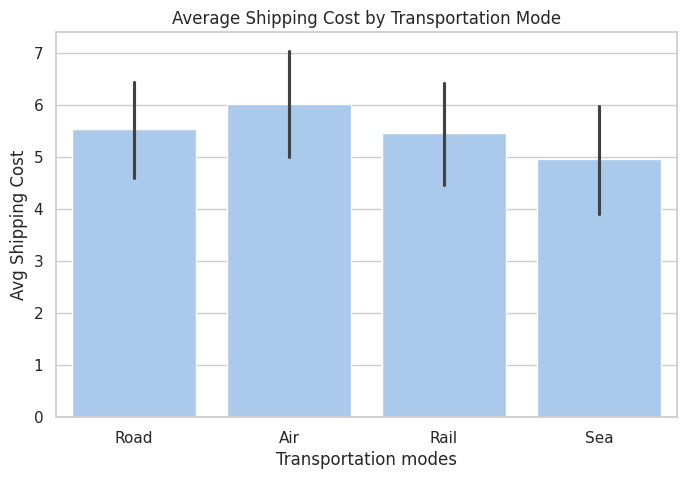 Average Shipping Cost by Transportation Mode
Avg Shipping Cost
7
6
5
4
3
2
1
0
Road Air Rail Sea
Transportation modes